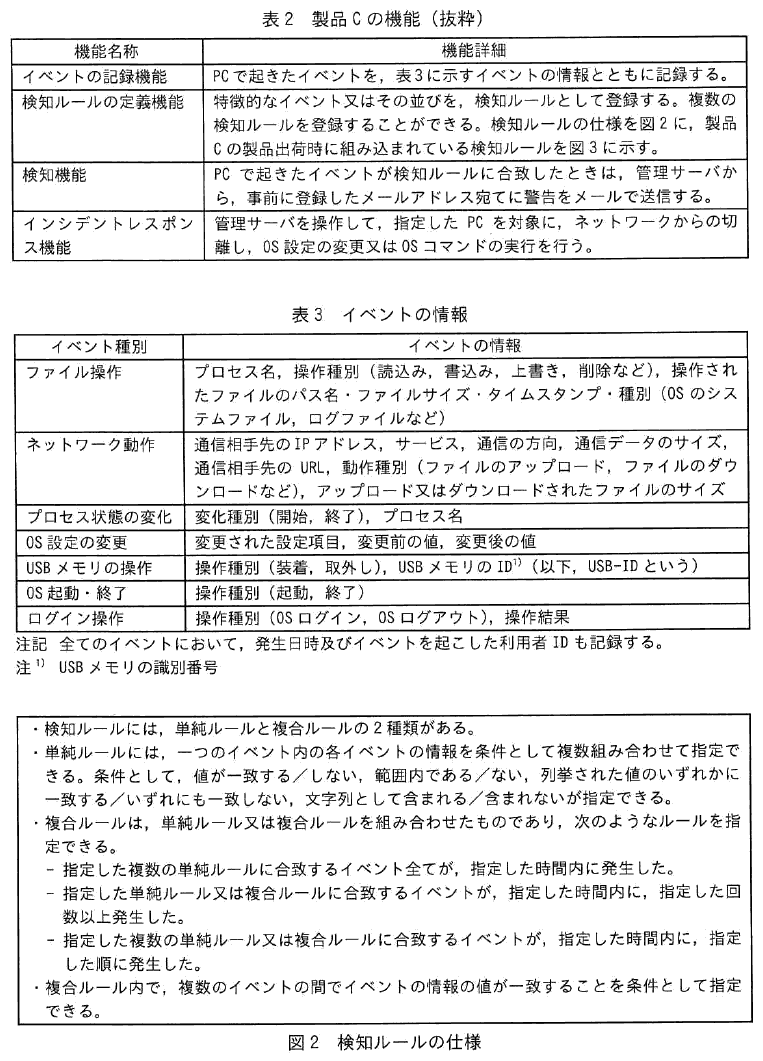 表2 製品Cの機能（抜粋）
機能名称
機能詳細
イベントの記録機能
PCで起きたイベントを，表3に示すイベントの情報とともに記録する。
検知ルールの定義機能
特徴的なイベント又はその並びを，検知ルールとして登録する。複数の
検知ルールを登録することができる。検知ルールの仕様を図2に，製品
Cの製品出荷時に組み込まれている検知ルールを図3に示す。
検知機能
PCで起きたイベントが検知ルールに合致したときは，管理サーバか
ら，事前に登録したメールアドレス宛てに警告をメールで送信する。
インシデントレスポン
ス機能
管理サーバを操作して，指定したPCを対象に，ネットワークからの切
離し，OS設定の変更又はOSコマンドの実行を行う。
表3 イベントの情報
イベント種別
イベントの情報
ファイル操作
プロセス名，操作種別（読込み，書込み，上書き，削除など），操作され
たファイルのパス名・ファイルサイズ・タイムスタンプ・種別（OSのシス
テムファイル，ログファイルなど）
ネットワーク動作
通信相手先のIPアドレス，サービス，通信の方向，通信データのサイズ，
通信相手先のURL，動作種別（ファイルのアップロード，ファイルのダウ
ンロードなど），アップロード又はダウンロードされたファイルのサイズ
プロセス状態の変化
変化種別（開始，終了），プロセス名
OS設定の変更
変更された設定項目，変更前の値，変更後の値
USBメモリの操作
操作種別（装着，取外し），USBメモリのID1)（以下，USB-IDという）
OS起動・終了
操作種別（起動，終了）
ログイン操作
操作種別（OSログイン，OSログアウト），操作結果
注記 全てのイベントにおいて，発生日時及びイベントを起こした利用者IDも記録する。
注1) USBメモリの識別番号
・検知ルールには，単純ルールと複合ルールの2種類がある。
・単純ルールには，一つのイベント内の各イベントの情報を条件として複数組み合わせて指定で
きる。条件として，値が一致する／しない，範囲内である／ない，列挙された値のいずれかに
一致する／いずれにも一致しない，文字列として含まれる／含まれないが指定できる。
・複合ルールは，単純ルール又は複合ルールを組み合わせたものであり，次のようなルールを指
定できる。
－指定した複数の単純ルールに合致するイベント全てが，指定した時間内に発生した。
－指定した単純ルール又は複合ルールに合致するイベントが，指定した時間内に，指定した回
数以上発生した。
－指定した複数の単純ルール又は複合ルールに合致するイベントが，指定した時間内に，指定
した順に発生した。
・複合ルール内で，複数のイベントの間でイベントの情報の値が一致することを条件として指定
できる。
図2 検知ルールの仕様